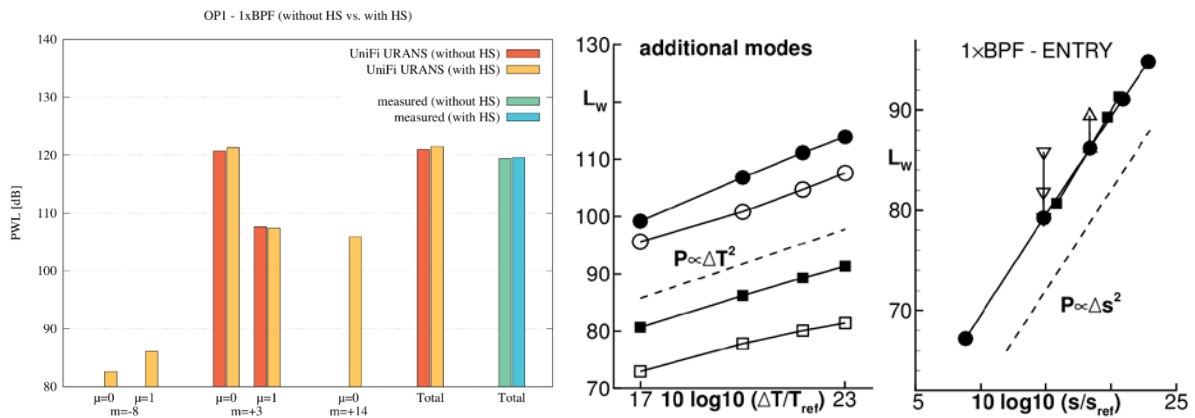 OP1 - 1xBPF (without HS vs. with HS)
140
130
120
110
100
90
80
PWL [dB]
UniFi URANS (without HS)
UniFi URANS (with HS)
measured (without HS)
measured (with HS)
μ=0 μ=1 μ=0 μ=1 μ=0 Total Total
m=-8 m=+3 m=+14
130
additional modes
L_W
110
100
90
80
70
P∝ΔT²
17 10 log10 (ΔT/T_ref) 23
1×BPF - ENTRY
90
L_W
80
70
P∝Δs²
5 10 15 25
10 log10 (s/s_ref)